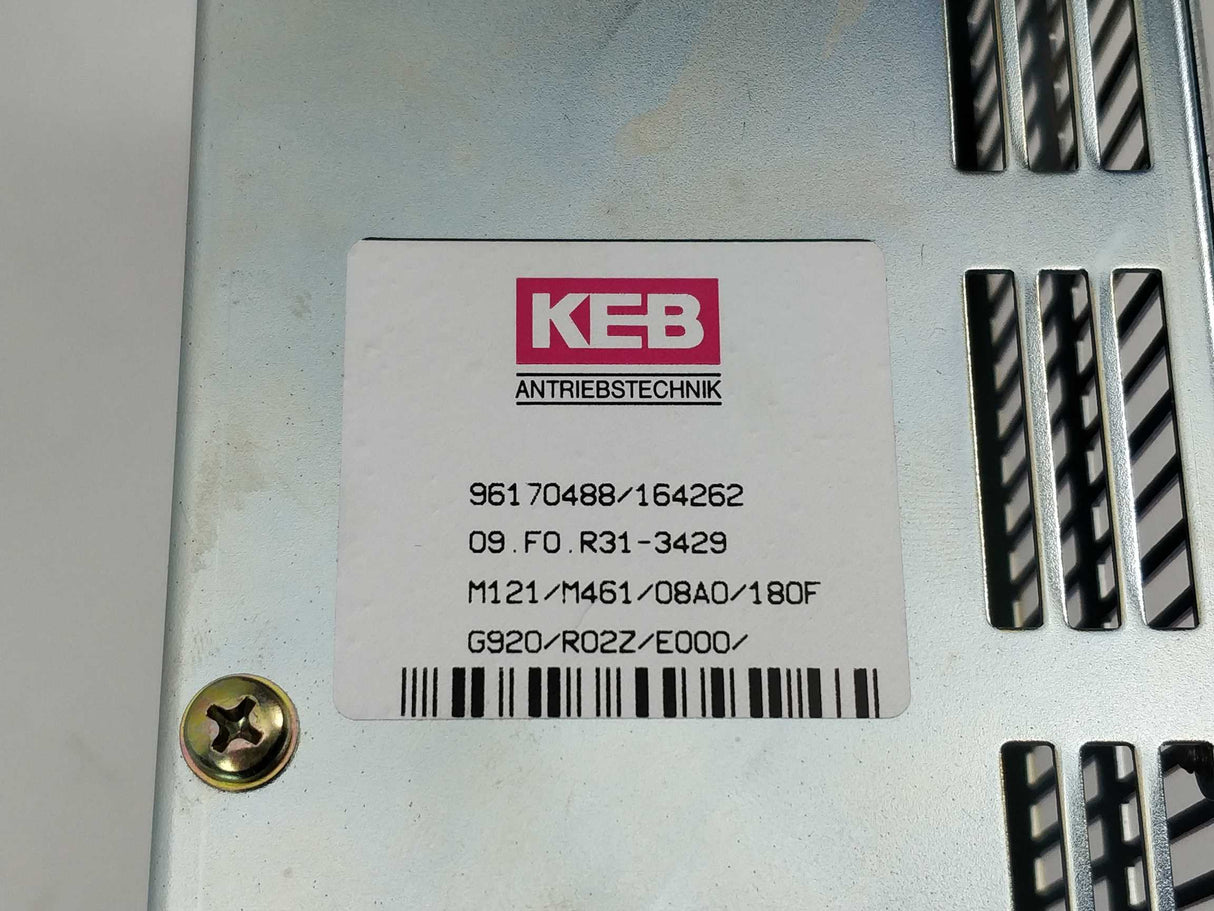 KEB
ANTRIEBSTECHNIK
96170488/164262
09.F0.R31-3429
M121/M461/08A0/180F
G920/R02Z/E000/